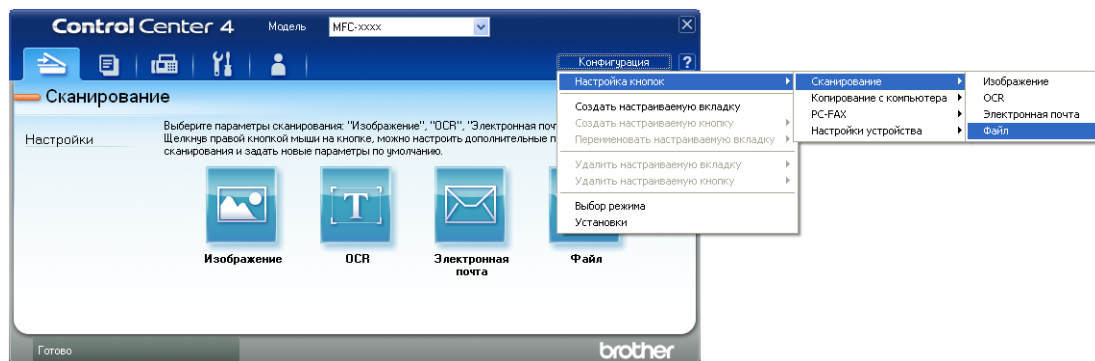 Control Center 4
Модель
MFC-xxxx
Конфигурация
?
Сканирование
Настройки
Выберите параметры сканирования: "Изображение", "OCR", "Электронная поч
Щелкнув правой кнопкой мыши на кнопке, можно настроить дополнительные п
сканирования и задать новые параметры по умолчанию.
Изображение
OCR
Электронная
почта
Файл
Настройка кнопок
Создать настраиваемую вкладку
Создать настраиваемую кнопку
Переименовать настраиваемую вкладку
Удалить настраиваемую вкладку
Удалить настраиваемую кнопку
Выбор режима
Установки
Сканирование
Копирование с компьютера
PC-FAX
Настройки устройства
Изображение
OCR
Электронная почта
Файл
Готово
brother